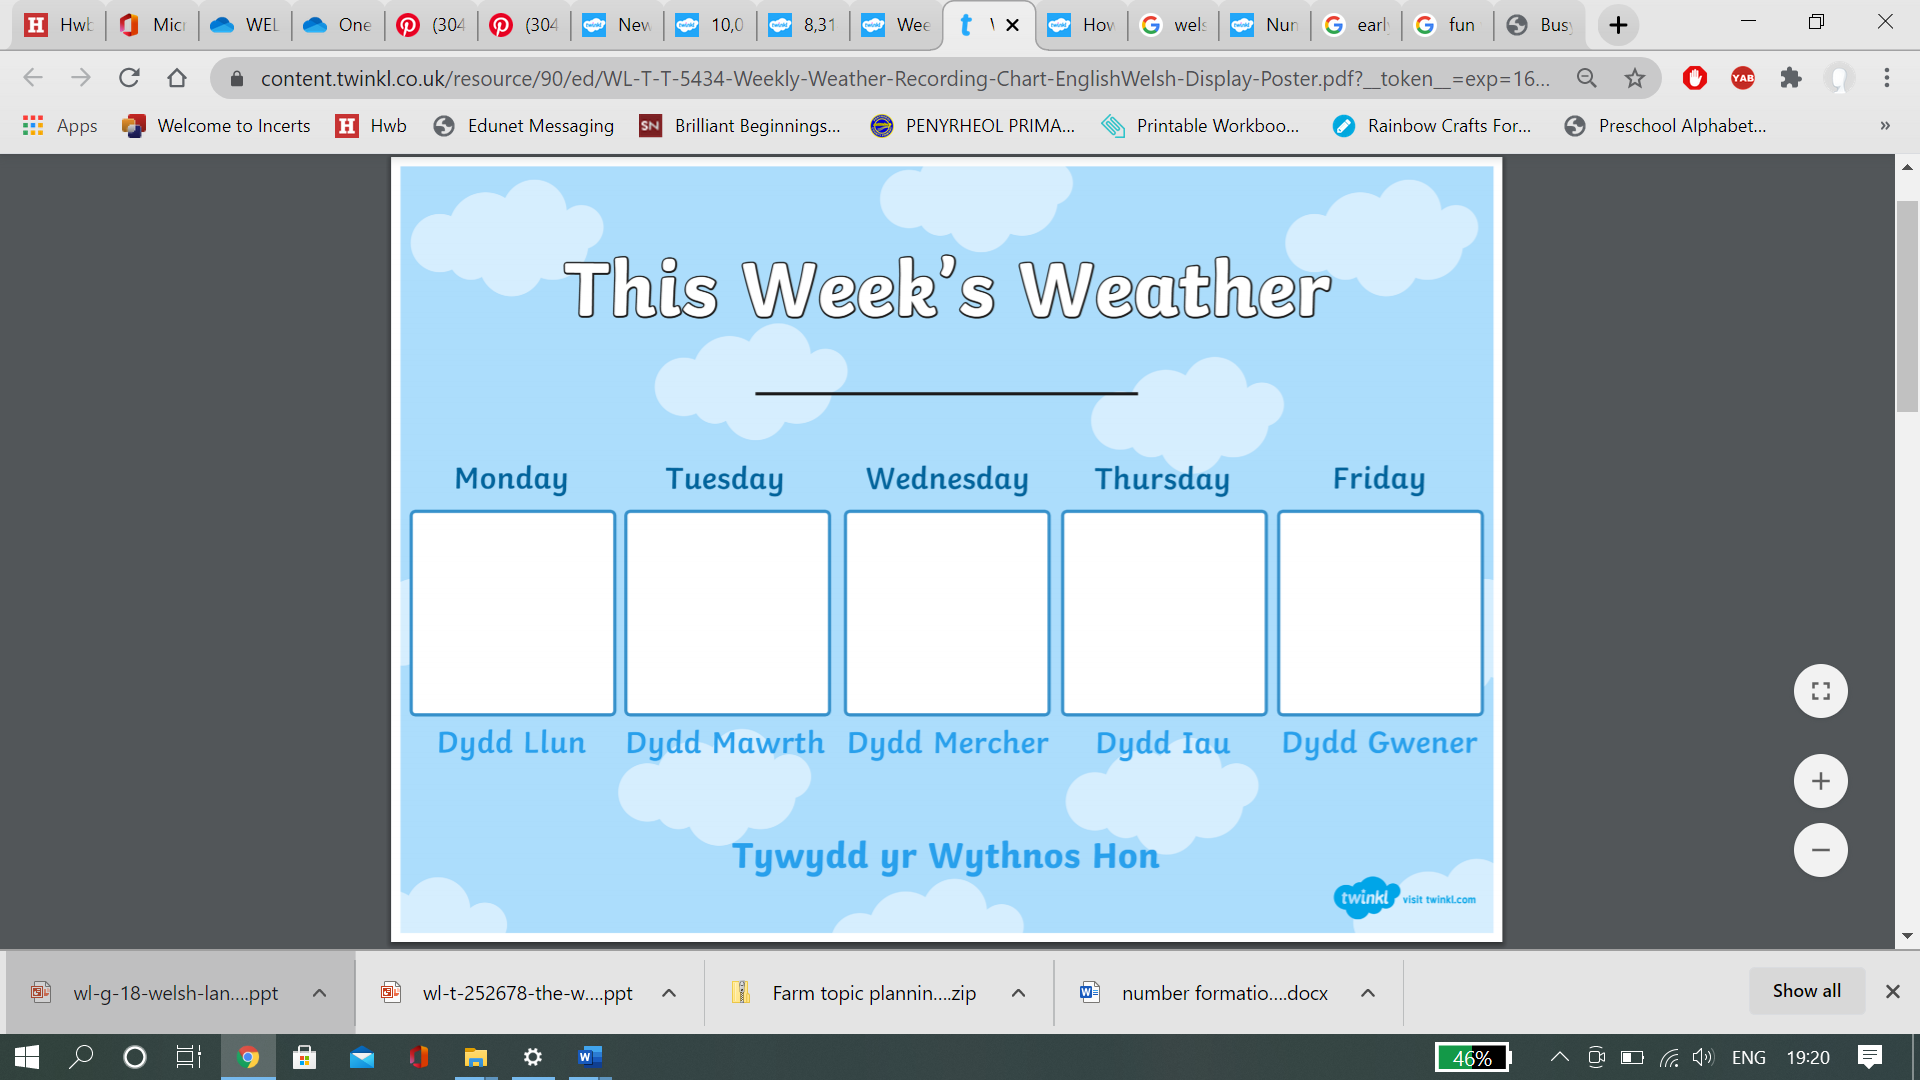 Hwb
Micr
WEL
One
(304
(304
New
10,0
8,31
Wee
How
wels
Nun
earl
fun
Busy
content.twinkl.co.uk/resource/90/ed/WL-T-T-5434-Weekly-Weather-Recording-Chart-EnglishWelsh-Display-Poster.pdf?__token__=exp=16...
YAB
Apps
Welcome to Incerts
Hwb
Edunet Messaging
SN Brilliant Beginnings...
PENYRHEOL PRIMA...
Printable Workboo...
Rainbow Crafts For...
Preschool Alphabet...
»
This Week's Weather
Monday Tuesday Wednesday Thursday Friday
Dydd Llun Dydd Mawrth Dydd Mercher Dydd Iau Dydd Gwener
Tywydd yr Wythnos Hon
twinkl visit twinkl.com
wl-g-18-welsh-lan....ppt
wl-t-252678-the-w....ppt
Farm topic plannin....zip
number formatio....docx
Show all
46%
ENG
19:20